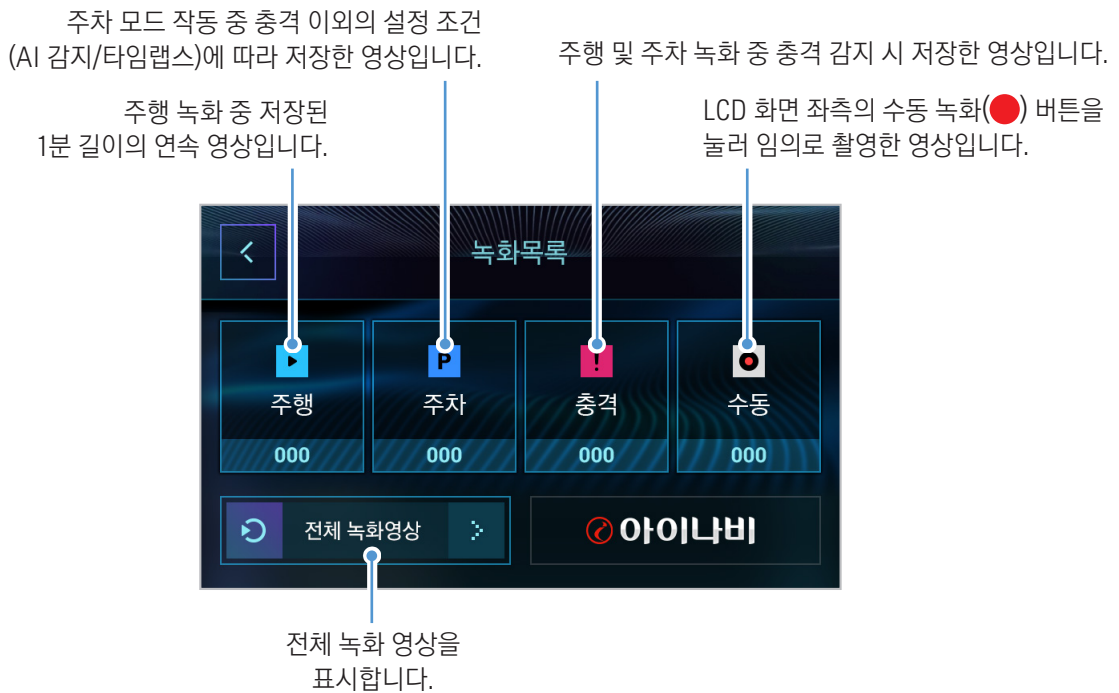 주차 모드 작동 중 충격 이외의 설정 조건
(AI 감지/타임랩스)에 따라 저장한 영상입니다.
주행 및 주차 녹화 중 충격 감지 시 저장한 영상입니다.
주행 녹화 중 저장된
1분 길이의 연속 영상입니다.
LCD 화면 좌측의 수동 녹화(●) 버튼을
눌러 임의로 촬영한 영상입니다.
녹화목록
P
!
주행
주차
충격
수동
000
000
000
000
전체 녹화영상
아이나비
전체 녹화 영상을
표시합니다.